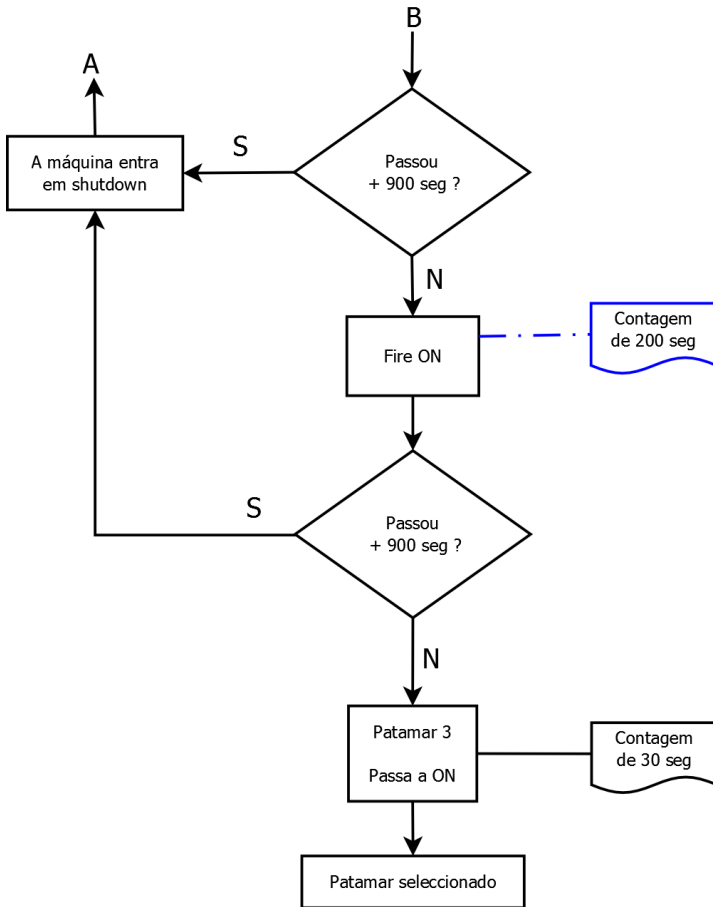 B
A
Passou
+ 900 seg ?
S
A máquina entra
em shutdown
N
Contagem
de 200 seg
Fire ON
S
Passou
+ 900 seg ?
N
Patamar 3
Passa a ON
Contagem
de 30 seg
Patamar seleccionado